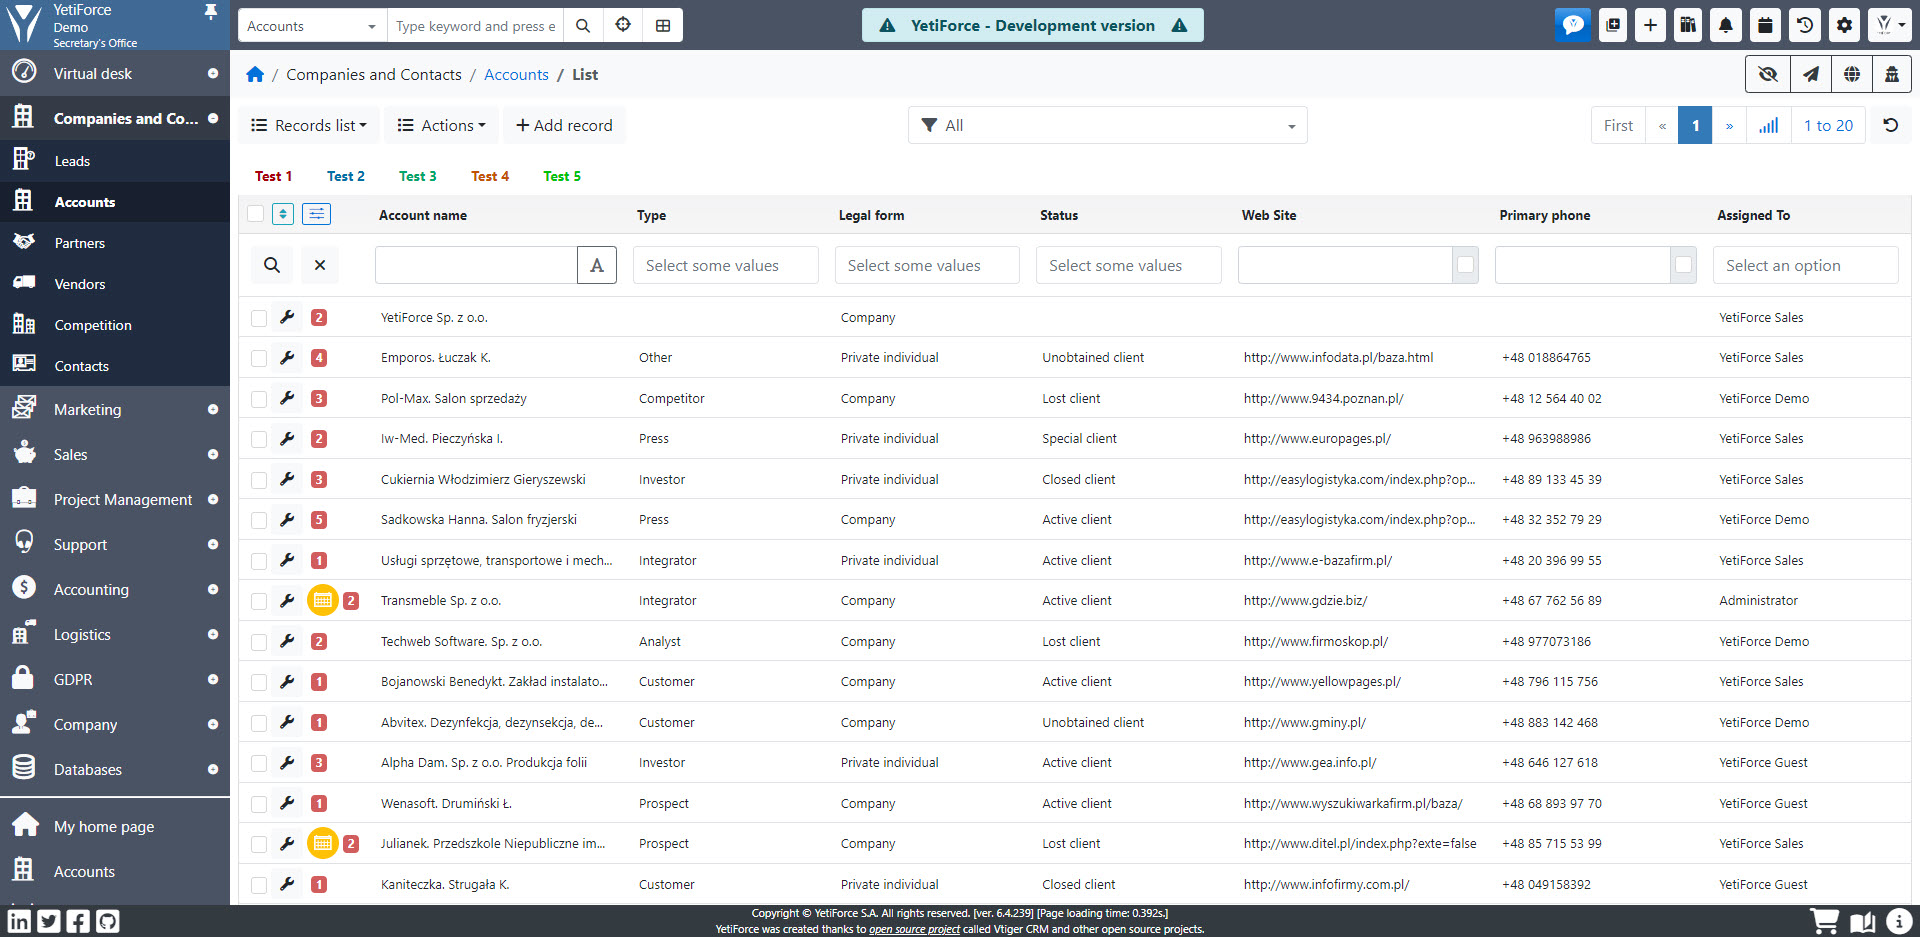 YetiForce
Demo
Secretary's Office
Accounts
Type keyword and press e
YetiForce - Development version
Virtual desk
Companies and Co...
Leads
Accounts
Partners
Vendors
Competition
Contacts
Marketing
Sales
Project Management
Support
Accounting
Logistics
GDPR
Company
Databases
My home page
Accounts
/ Companies and Contacts / Accounts / List
Records list
Actions
+ Add record
All
First « 1 » 1 to 20
Test 1 Test 2 Test 3 Test 4 Test 5
Account name Type Legal form Status Web Site Primary phone Assigned To
A Select some values Select some values Select some values Select an option
2 YetiForce Sp. z o.o. Company YetiForce Sales
4 Emporos. Łuczak K. Other Private individual Unobtained client http://www.infodata.pl/baza.html +48 018864765 YetiForce Sales
3 Pol-Max. Salon sprzedaży Competitor Company Lost client http://www.9434.poznan.pl/ +48 12 564 40 02 YetiForce Demo
2 Iw-Med. Pieczyńska I. Press Private individual Special client http://www.europages.pl/ +48 963988986 YetiForce Sales
3 Cukiernia Włodzimierz Gieryszewski Investor Private individual Closed client http://easylogistyka.com/index.php?op... +48 89 133 45 39 YetiForce Sales
5 Sadkowska Hanna. Salon fryzjerski Press Company Active client http://easylogistyka.com/index.php?op... +48 32 352 79 29 YetiForce Demo
1 Usługi sprzętowe, transportowe i mech... Integrator Private individual Active client http://www.e-bazafirm.pl/ +48 20 396 99 55 YetiForce Sales
2 Transmeble Sp. z o.o. Integrator Company Active client http://www.gdzie.biz/ +48 67 762 56 89 Administrator
2 Techweb Software. Sp. z o.o. Analyst Company Lost client http://www.firmoskop.pl/ +48 977073186 YetiForce Demo
1 Bojanowski Benedykt. Zakład instalato... Customer Company Active client http://www.yellowpages.pl/ +48 796 115 756 YetiForce Sales
1 Abvitex. Dezynfekcja, dezynsekcja, de... Customer Company Unobtained client http://www.gminy.pl/ +48 883 142 468 YetiForce Demo
3 Alpha Dam. Sp. z o.o. Produkcja folii Investor Private individual Active client http://www.gea.info.pl/ +48 646 127 618 YetiForce Guest
1 Wenasoft. Drumiński Ł. Prospect Company Active client http://www.wyszukiwarkafirm.pl/baza/ +48 68 893 97 70 YetiForce Guest
2 Julianek. Przedszkole Niepubliczne im... Prospect Company Lost client http://www.ditel.pl/index.php?exte=false +48 85 715 53 99 YetiForce Sales
1 Kaniteczka. Strugała K. Customer Private individual Closed client http://www.infofirmy.com.pl/ +48 049158392 YetiForce Guest
Copyright © YetiForce S.A. All rights reserved. [ver. 6.4.239] [Page loading time: 0.392s.]
YetiForce was created thanks to open source project called Vtiger CRM and other open source projects.